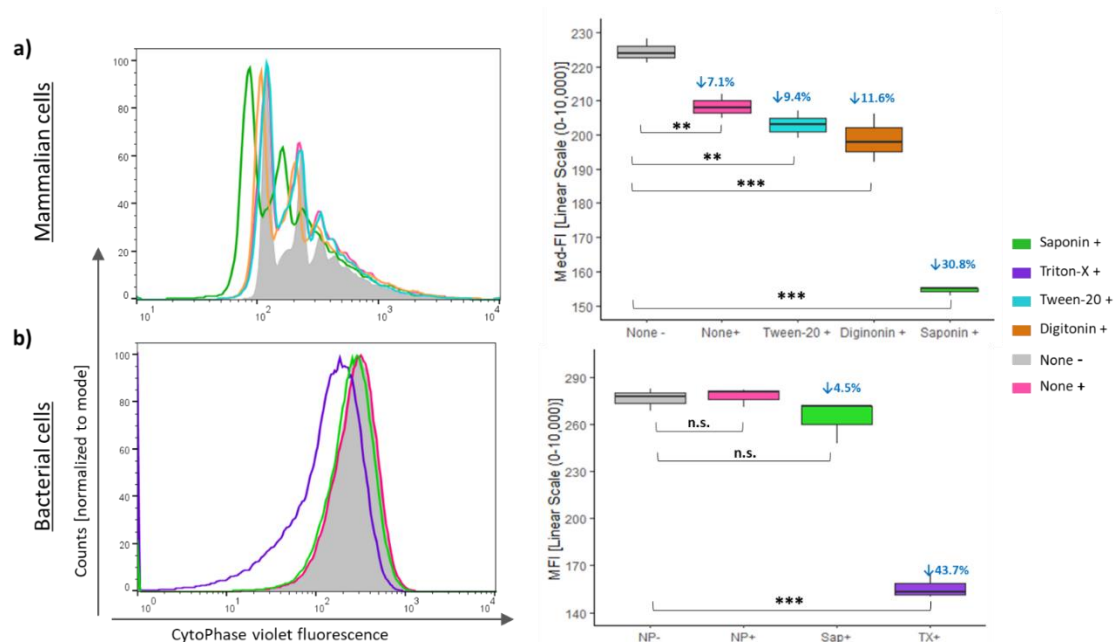 a)
Mammalian cells
100
80
60
40
20
0
10¹ 10² 10³ 10⁴
Med-FI [Linear Scale (0-10,000)]
230
220
210
200
190
180
170
160
150
↓7.1%
↓9.4%
↓11.6%
↓30.8%
**
**
***
***
None - None+ Tween-20 + Diginonin + Saponin +
Saponin +
Triton-X +
Tween-20 +
Digitonin +
None -
None +
b)
Bacterial cells
Counts [normalized to mode]
100
80
60
40
20
0
10⁰ 10¹ 10² 10³ 10⁴
CytoPhase violet fluorescence
MFI [Linear Scale (0-10,000)]
290
270
260
250
170
150
140
↓4.5%
↓43.7%
n.s.
n.s.
***
NP- NP+ Sap+ TX+